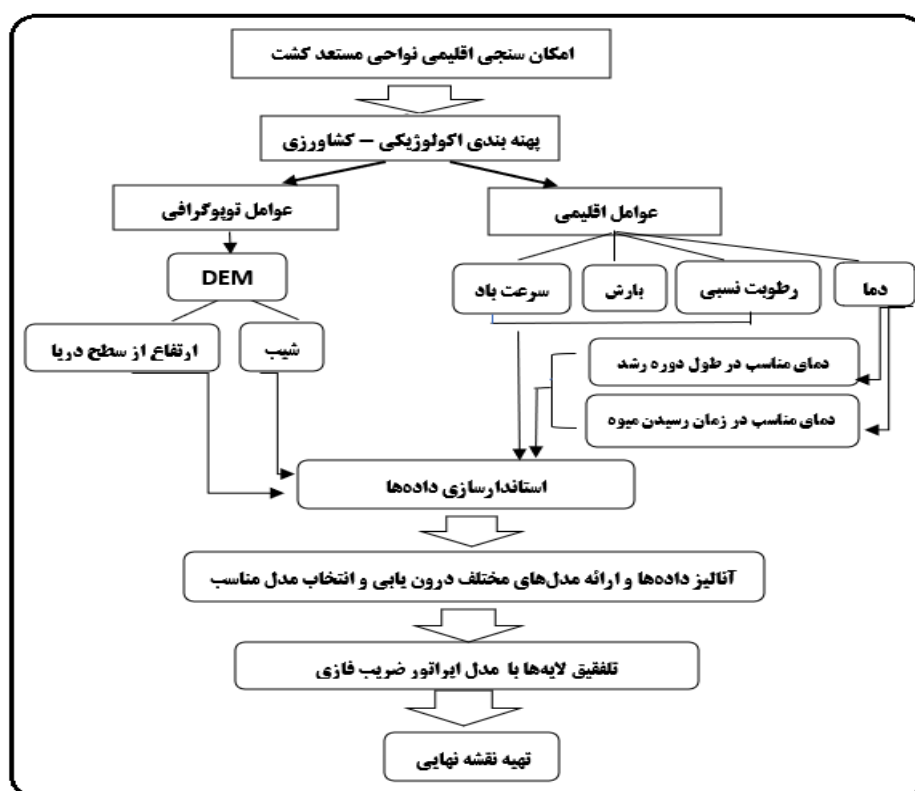 امکان سنجی اقلیمی نواحی مستعد کشت
پهنه بندی اکولوژیکی – کشاورزی
عوامل اقلیمی
عوامل توپوگرافی
دما
رطوبت نسبی
بارش
سرعت باد
DEM
شیب
ارتفاع از سطح دریا
دمای مناسب در طول دوره رشد
دمای مناسب در زمان رسیدن میوه
استاندارسازی داده‌ها
آنالیز داده‌ها و ارائه مدل‌های مختلف درون یابی و انتخاب مدل مناسب
تلفقیق لایه‌ها با مدل اپراتور ضریب فازی
تهیه نقشه نهایی